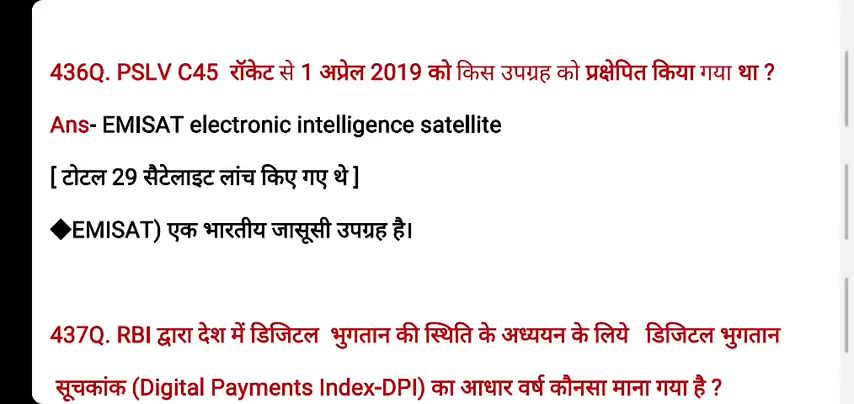 436Q. PSLV C45 रॉकेट से 1 अप्रेल 2019 को किस उपग्रह को प्रक्षेपित किया गया था ?
Ans- EMISAT electronic intelligence satellite
[ टोटल 29 सैटेलाइट लांच किए गए थे ]
◆EMISAT) एक भारतीय जासूसी उपग्रह है।
437Q. RBI द्वारा देश में डिजिटल भुगतान की स्थिति के अध्ययन के लिये डिजिटल भुगतान
सूचकांक (Digital Payments Index-DPI) का आधार वर्ष कौनसा माना गया है ?